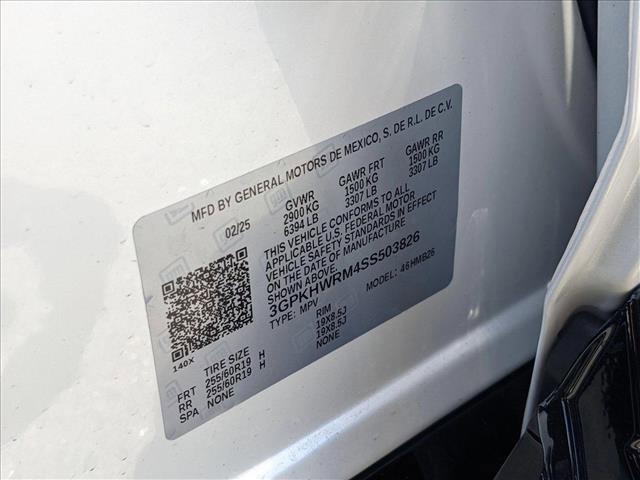 MFD BY GENERAL MOTORS DE MEXICO, S. DE R.L. DE C.V.
02/25 GVWR GAWR FRT GAWR RR
2900 KG 1500 KG 1500 KG
6394 LB 3307 LB 3307 LB
THIS VEHICLE CONFORMS TO ALL
APPLICABLE U.S. FEDERAL MOTOR
VEHICLE SAFETY STANDARDS IN EFFECT
ON THE DATE OF MANUFACTURE
SHOWN ABOVE.
3GPKHWRM4SS503826
TYPE: MPV MODEL: 46HMB26
140X
TIRE SIZE RIM
FRT 255/60R19 H 19X8.5J
RR 255/60R19 H 19X8.5J
SPA NONE NONE